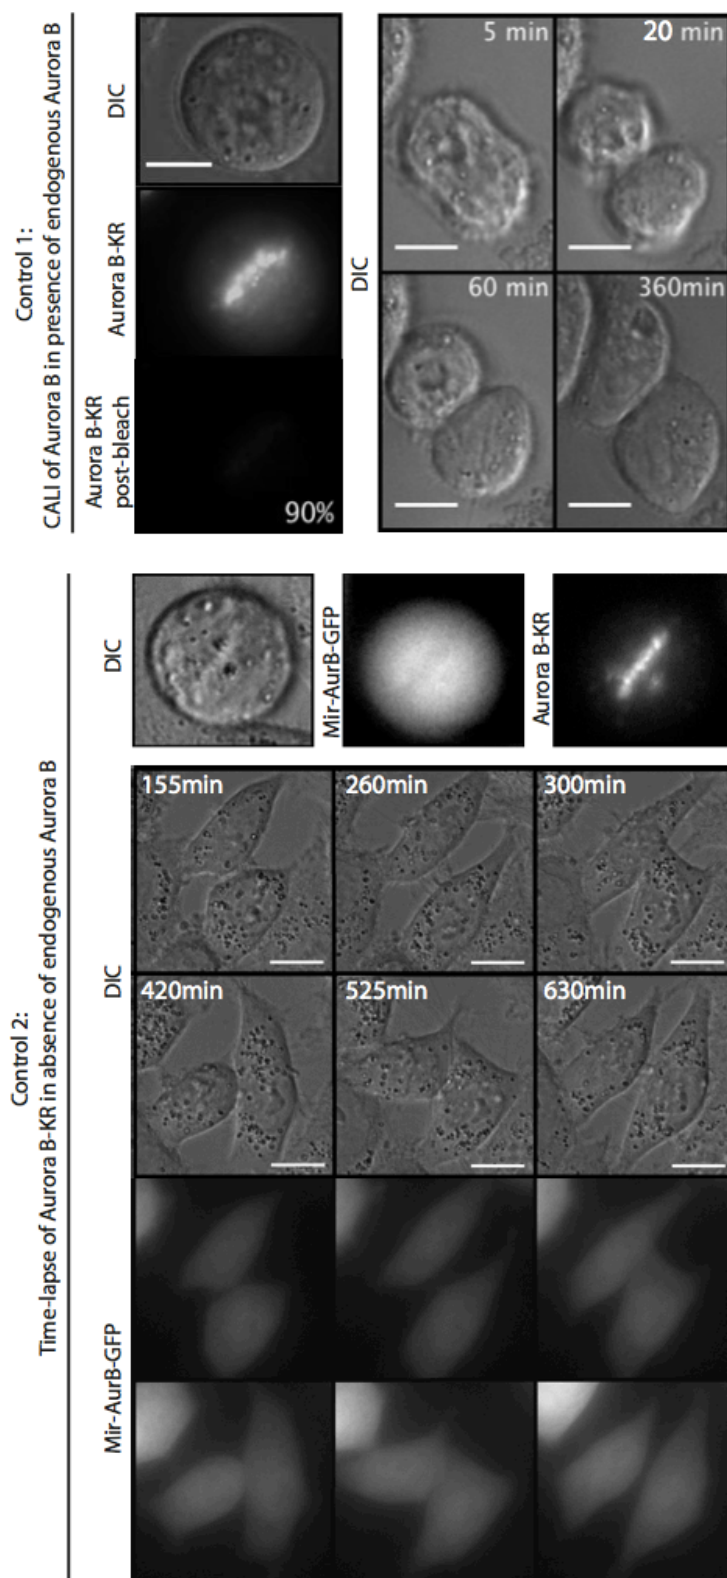 Control 1:
CALI of Aurora B in presence of endogenous Aurora B
DIC
Aurora B-KR
Aurora B-KR
post-bleach
90%
DIC
5 min
20 min
60 min
360min
Control 2:
Time-lapse of Aurora B-KR in absence of endogenous Aurora B
DIC
Mir-AurB-GFP
Aurora B-KR
DIC
155min
260min
300min
420min
525min
630min
Mir-AurB-GFP